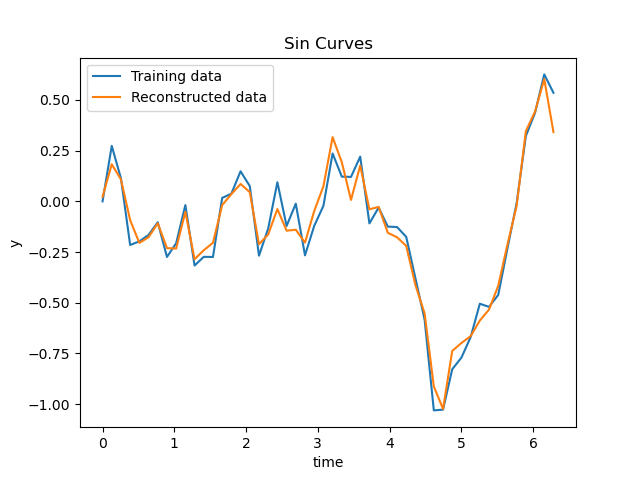 Sin Curves
Training data
Reconstructed data
0.50
0.25
0.00
−0.25
−0.50
−0.75
−1.00
y
0 1 2 3 4 5 6
time